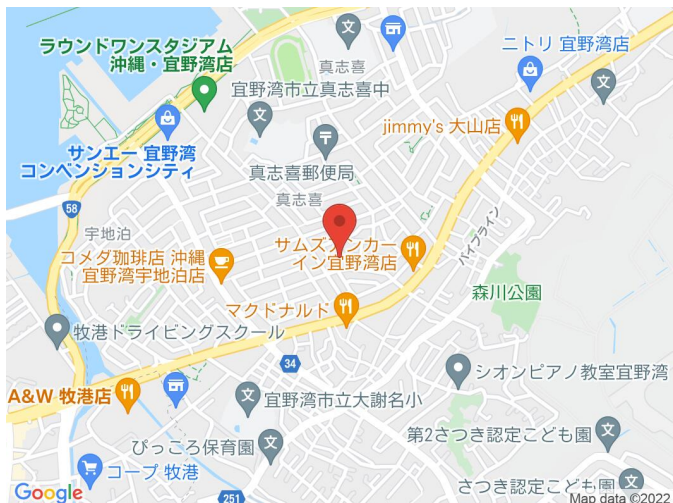 ラウンドワンスタジアム
沖縄・宜野湾店
真志喜
ニトリ 宜野湾店
宜野湾市立真志喜中
jimmy's 大山店
サンエー 宜野湾
コンベンションシティ
真志喜郵便局
真志喜
58
宇地泊
コメダ珈琲店 沖縄
宜野湾宇地泊店
サムズアンカー
イン宜野湾店
パイプライン
森川公園
マクドナルド
牧港ドライビングスクール
34
シオンピアノ教室宜野湾
A&W 牧港店
宜野湾市立大謝名小
ぴっころ保育園
第2さつき認定こども園
コープ 牧港
251
さつき認定こども園
Google
Map data ©2022